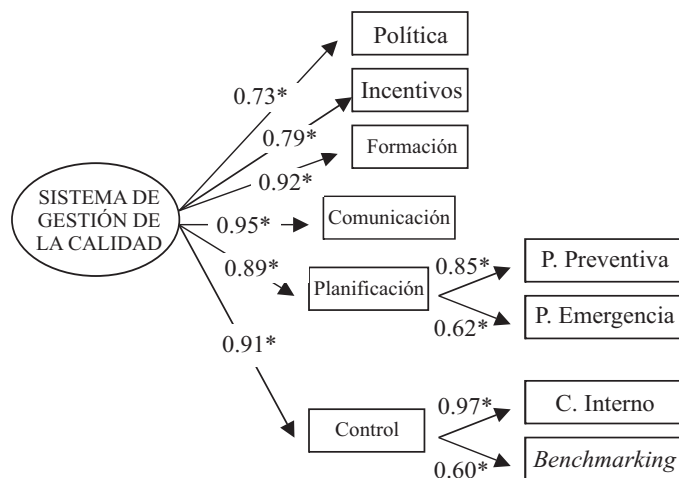 Política
0.73*
Incentivos
0.79*
Formación
0.92*
SISTEMA DE
GESTIÓN DE
LA CALIDAD
0.95*
Comunicación
0.89*
Planificación
0.85*
P. Preventiva
0.62*
P. Emergencia
0.91*
Control
0.97*
C. Interno
0.60*
Benchmarking